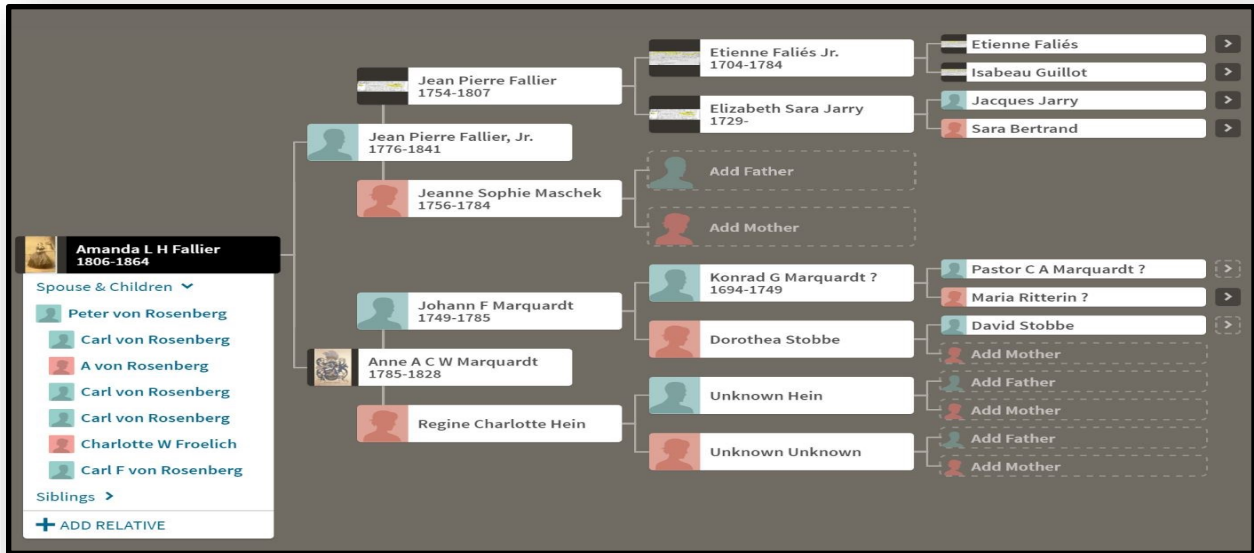 Amanda L H Fallier
1806-1864
Spouse & Children
Peter von Rosenberg
Carl von Rosenberg
A von Rosenberg
Carl von Rosenberg
Carl von Rosenberg
Charlotte W Froelich
Carl F von Rosenberg
Siblings
+ ADD RELATIVE
Jean Pierre Fallier, Jr.
1776-1841
Anne A C W Marquardt
1785-1828
Jean Pierre Fallier
1754-1807
Jeanne Sophie Maschek
1756-1784
Johann F Marquardt
1749-1785
Regine Charlotte Hein
Etienne Faliés Jr.
1704-1784
Elizabeth Sara Jarry
1729-
Add Father
Add Mother
Konrad G Marquardt ?
1694-1749
Dorothea Stobbe
Unknown Hein
Unknown Unknown
Etienne Faliés
Isabeau Guillot
Jacques Jarry
Sara Bertrand
Pastor C A Marquardt ?
Maria Ritterin ?
David Stobbe
Add Mother
Add Father
Add Mother
Add Father
Add Mother